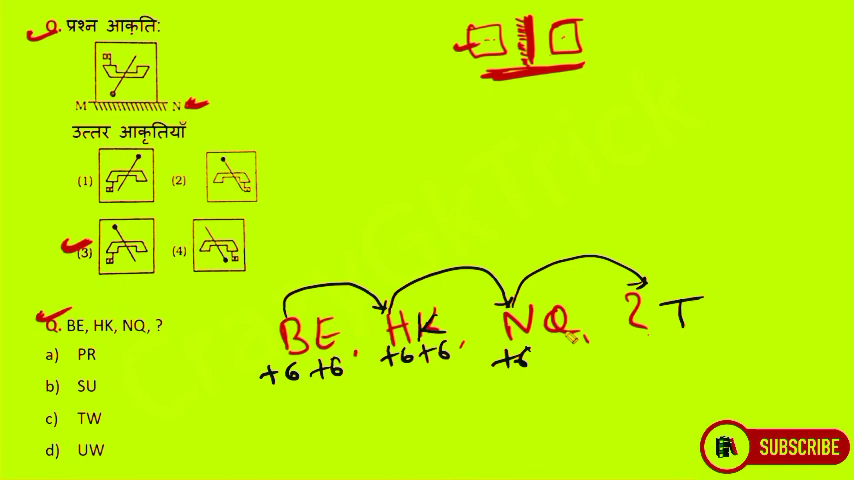 Q. प्रश्न आकृति:
M N
उत्तर आकृतियाँ
(1) (2)
(3) (4)
Q. BE, HK, NQ, ?
a) PR
b) SU
c) TW
d) UW
BE, HK, NQ, ? T
+6 +6 +6 +6 +6
CrazyGkTrick
SUBSCRIBE